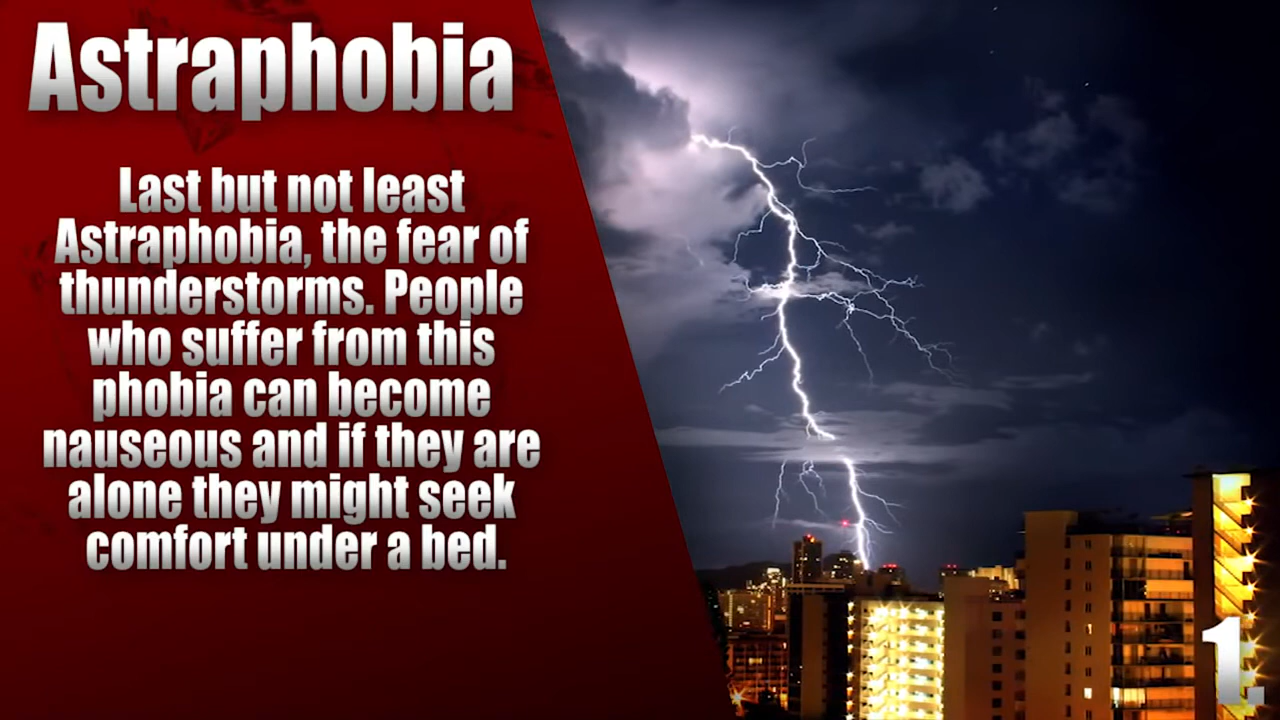 Astraphobia
Last but not least
Astraphobia, the fear of
thunderstorms. People
who suffer from this
phobia can become
nauseous and if they are
alone they might seek
comfort under a bed.
1.